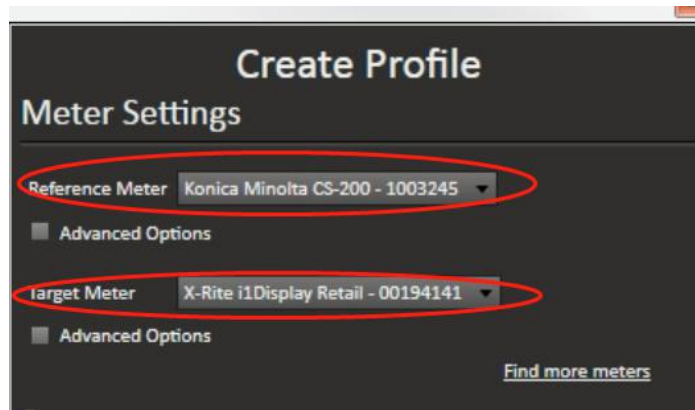 Create Profile
Meter Settings
Reference Meter Konica Minolta CS-200 - 1003245
Advanced Options
Target Meter X-Rite i1Display Retail - 00194141
Advanced Options
Find more meters